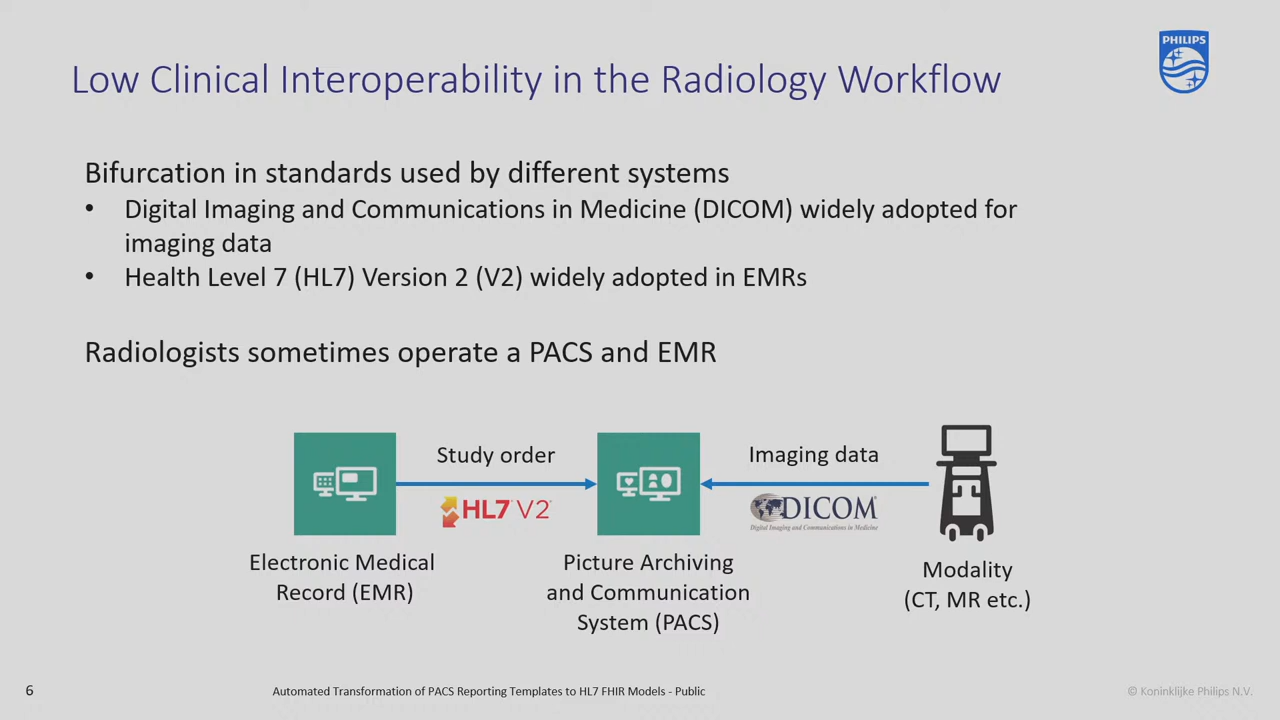 PHILIPS
Low Clinical Interoperability in the Radiology Workflow
Bifurcation in standards used by different systems
• Digital Imaging and Communications in Medicine (DICOM) widely adopted for
imaging data
• Health Level 7 (HL7) Version 2 (V2) widely adopted in EMRs
Radiologists sometimes operate a PACS and EMR
Study order
HL7 V2
Imaging data
DICOM
Digital Imaging and Communications in Medicine
Electronic Medical
Record (EMR)
Picture Archiving
and Communication
System (PACS)
Modality
(CT, MR etc.)
6
Automated Transformation of PACS Reporting Templates to HL7 FHIR Models - Public
© Koninklijke Philips N.V.